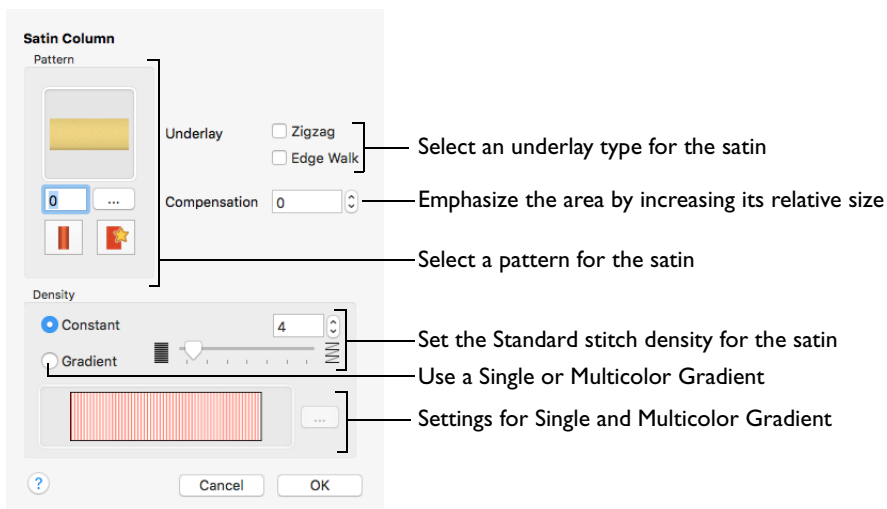 Satin Column
Pattern
Underlay
Zigzag
Edge Walk
Select an underlay type for the satin
0
...
Compensation
0
Emphasize the area by increasing its relative size
Select a pattern for the satin
Density
Constant
4
Set the Standard stitch density for the satin
Gradient
Use a Single or Multicolor Gradient
...
Settings for Single and Multicolor Gradient
?
Cancel
OK